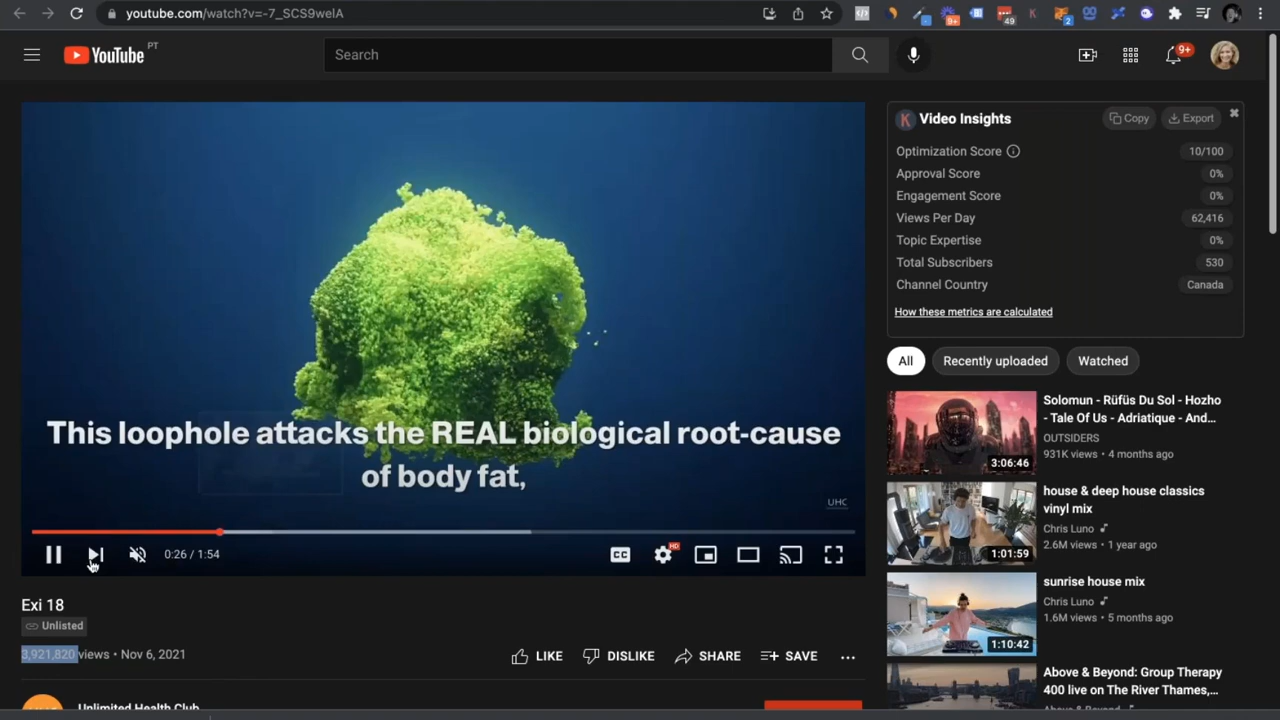 youtube.com/watch?v=-7_SCS9welA
9+
49
2
YouTube PT
Search
9+
This loophole attacks the REAL biological root-cause
of body fat,
UHC
0:26 / 1:54
CC
HD
Exi 18
Unlisted
3,921,820 views • Nov 6, 2021
LIKE
DISLIKE
SHARE
SAVE
Unlimited Health Club
K Video Insights
Copy
Export
Optimization Score 10/100
Approval Score 0%
Engagement Score 0%
Views Per Day 62,416
Topic Expertise 0%
Total Subscribers 530
Channel Country Canada
How these metrics are calculated
All
Recently uploaded
Watched
3:06:46
Solomun - Rüfüs Du Sol - Hozho
- Tale Of Us - Adriatique - And...
OUTSIDERS
931K views • 4 months ago
1:01:59
house & deep house classics
vinyl mix
Chris Luno
2.6M views • 1 year ago
1:10:42
sunrise house mix
Chris Luno
1.6M views • 5 months ago
Above & Beyond: Group Therapy
400 live on The River Thames,...
Above & Beyond